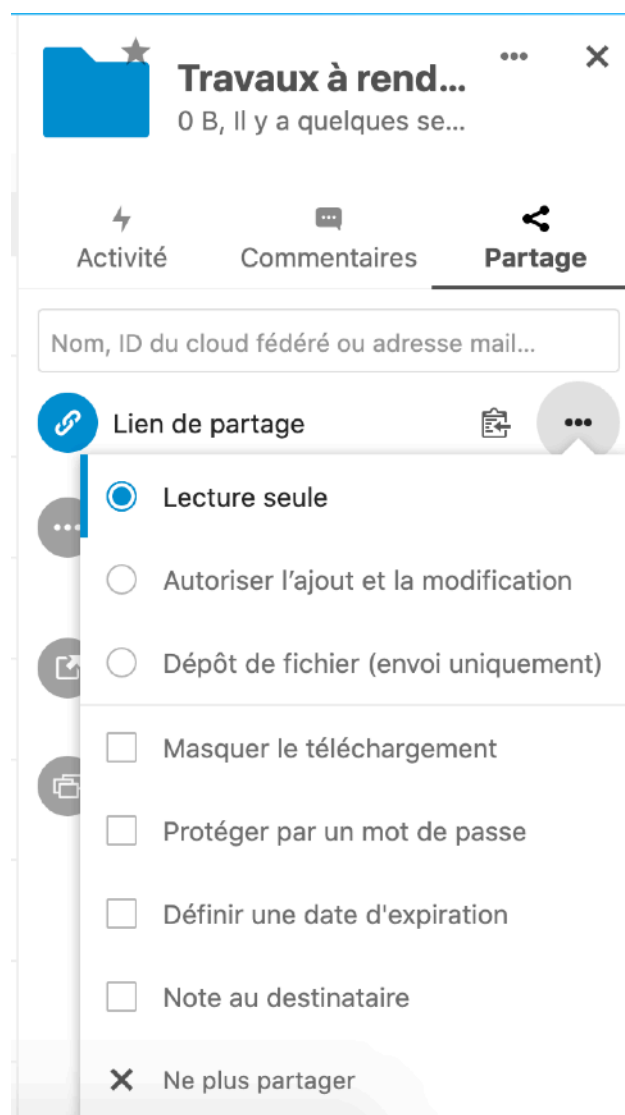 Travaux à rend...
0 B, Il y a quelques se...
Activité
Commentaires
Partage
Nom, ID du cloud fédéré ou adresse mail...
Lien de partage
Lecture seule
Autoriser l’ajout et la modification
Dépôt de fichier (envoi uniquement)
Masquer le téléchargement
Protéger par un mot de passe
Définir une date d'expiration
Note au destinataire
Ne plus partager